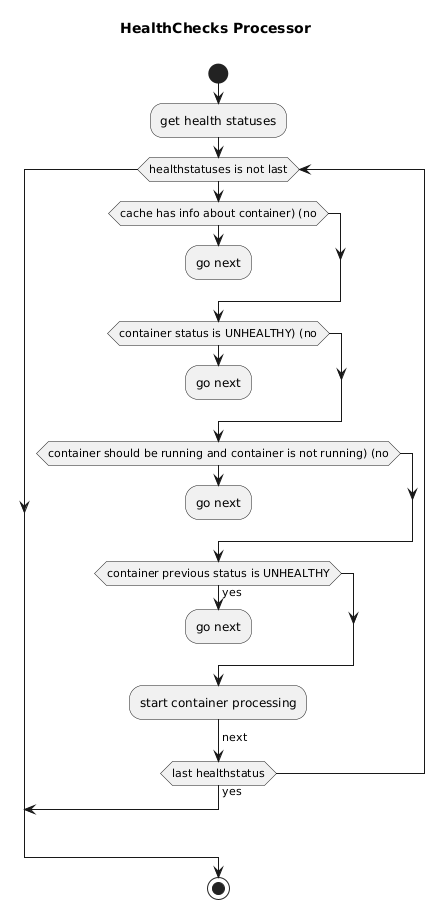 HealthChecks Processor
get health statuses
healthstatuses is not last
cache has info about container) (no
go next
container status is UNHEALTHY) (no
go next
container should be running and container is not running) (no
go next
container previous status is UNHEALTHY
yes
go next
start container processing
next
last healthstatus
yes